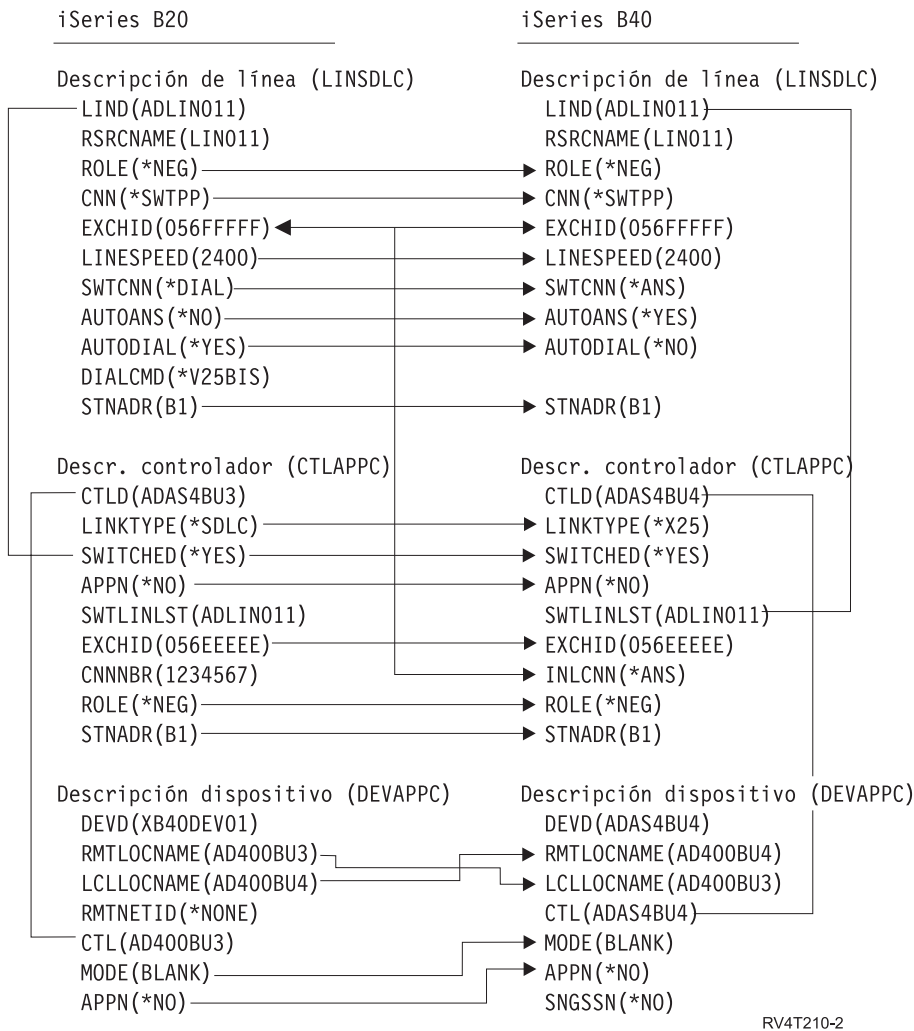 iSeries B20
Descripción de línea (LINSDLC)
LIND(ADLIN011)
RSRCNAME(LIN011)
ROLE(*NEG)
CNN(*SWTPP)
EXCHID(056FFFFF)
LINESPEED(2400)
SWTCNN(*DIAL)
AUTOANS(*NO)
AUTODIAL(*YES)
DIALCMD(*V25BIS)
STNADR(B1)
Descr. controlador (CTLAPPC)
CTLD(ADAS4BU3)
LINKTYPE(*SDLC)
SWITCHED(*YES)
APPN(*NO)
SWTLINLST(ADLIN011)
EXCHID(056EEEEE)
CNNNBR(1234567)
ROLE(*NEG)
STNADR(B1)
Descripción dispositivo (DEVAPPC)
DEVD(XB40DEV01)
RMTLOCNAME(AD400BU3)
LCLLOCNAME(AD400BU4)
RMTNETID(*NONE)
CTL(AD400BU3)
MODE(BLANK)
APPN(*NO)
iSeries B40
Descripción de línea (LINSDLC)
LIND(ADLIN011)
RSRCNAME(LIN011)
ROLE(*NEG)
CNN(*SWTPP)
EXCHID(056FFFFF)
LINESPEED(2400)
SWTCNN(*ANS)
AUTOANS(*YES)
AUTODIAL(*NO)
STNADR(B1)
Descr. controlador (CTLAPPC)
CTLD(ADAS4BU4)
LINKTYPE(*X25)
SWITCHED(*YES)
APPN(*NO)
SWTLINLST(ADLIN011)
EXCHID(056EEEEE)
INLCNN(*ANS)
ROLE(*NEG)
STNADR(B1)
Descripción dispositivo (DEVAPPC)
DEVD(ADAS4BU4)
RMTLOCNAME(AD400BU4)
LCLLOCNAME(AD400BU3)
CTL(ADAS4BU4)
MODE(BLANK)
APPN(*NO)
SNGSSN(*NO)
RV4T210-2